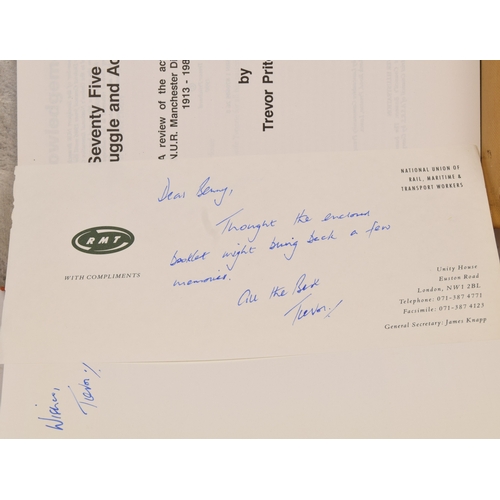 Seventy Five
uggle and Ac
A review of the ac
N.U.R. Manchester Di
1913 - 198
by
Trevor Prit
NATIONAL UNION OF
RAIL, MARITIME &
TRANSPORT WORKERS
RMT
WITH COMPLIMENTS
Dear Benny,
Thought the enclosed
booklet might bring back a few
memories.
All the Best
Trevor
Unity House
Euston Road
London, NW1 2BL
Telephone: 071-387 4771
Facsimile: 071-387 4123
General Secretary: James Knapp
Wishes,
Trevor